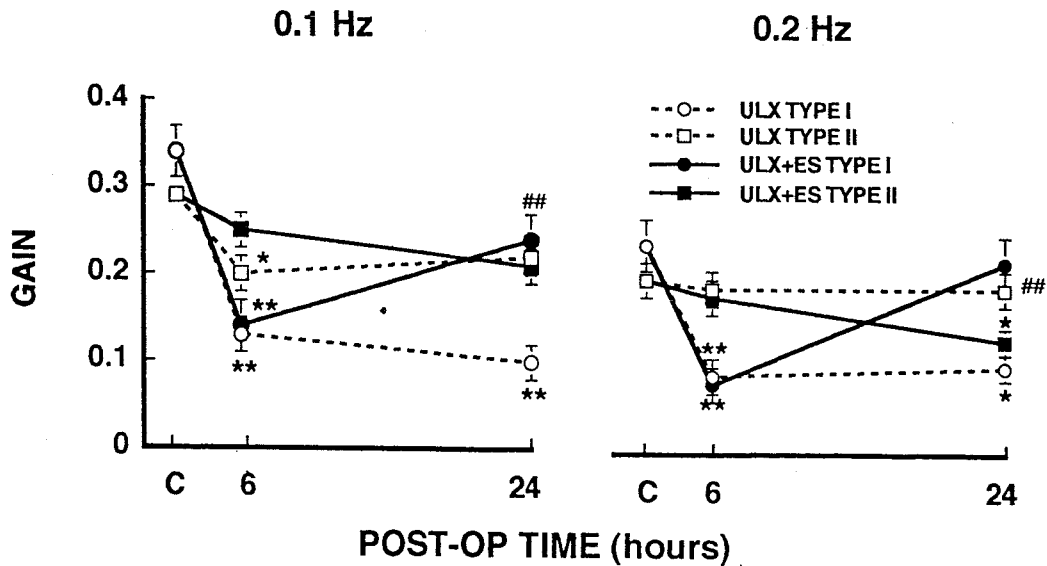 0.1 Hz
0.2 Hz
GAIN
0.4
0.3
0.2
0.1
0
ULX TYPE I
ULX TYPE II
ULX+ES TYPE I
ULX+ES TYPE II
##
*
**
**
**
**
**
##
*
*
C 6 24
C 6 24
POST-OP TIME (hours)